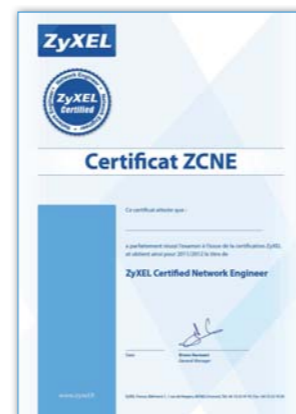 ZyXEL
Network Engineer
ZyXEL
Certified
Certificat ZCNE
Ce certificat atteste que :
a parfaitement réussi l'examen à l'issue de la certification ZyXEL
et obtient ainsi pour 2011/2012 le titre de
ZyXEL Certified Network Engineer
Date
General Manager
www.zyxel.fr